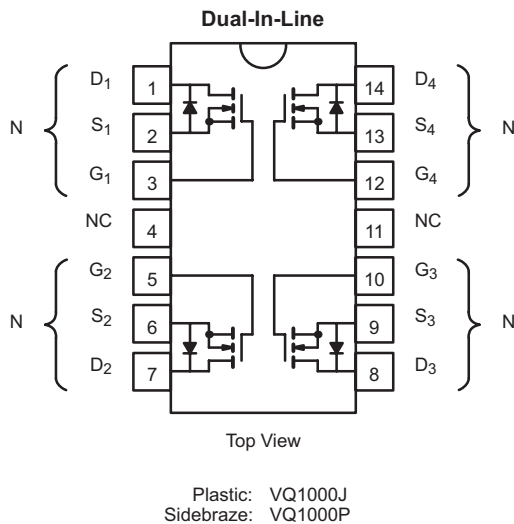 Dual-In-Line
D1 1 14 D4
N S1 2 13 S4 N
G1 3 12 G4
NC 4 11 NC
G2 5 10 G3
N S2 6 9 S3 N
D2 7 8 D3
Top View
Plastic: VQ1000J
Sidebraze: VQ1000P